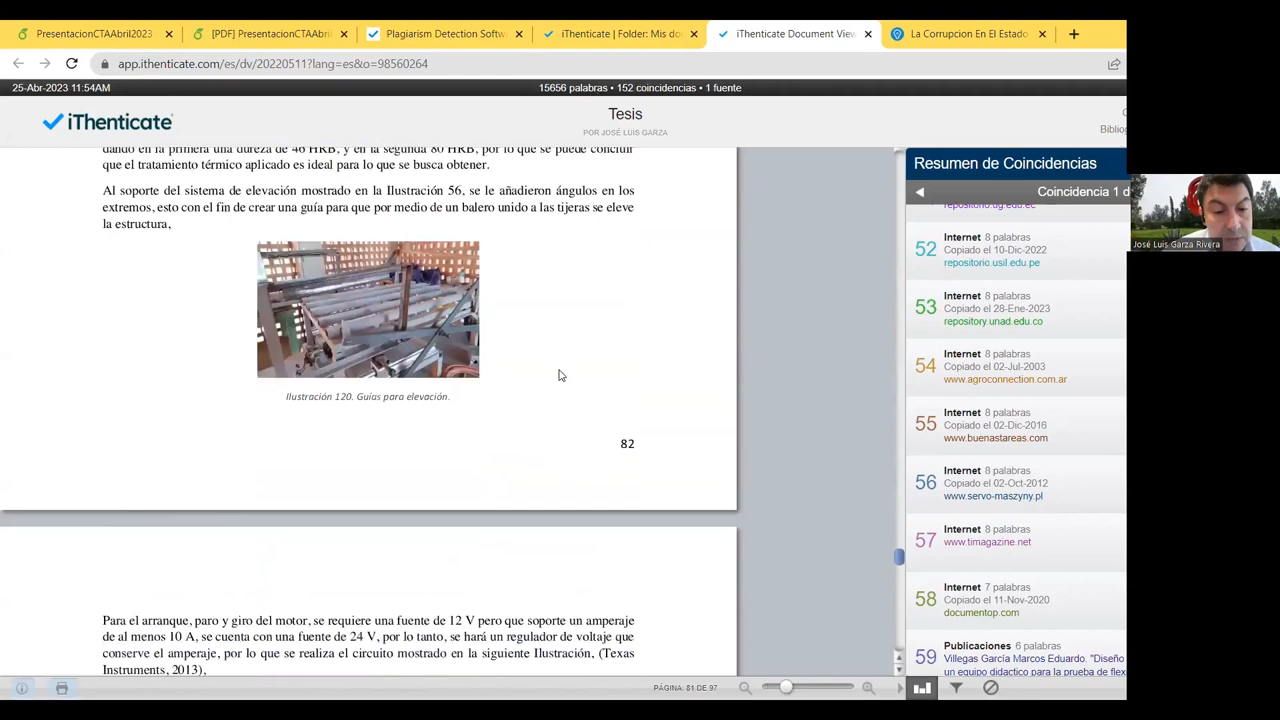 PresentacionCTAAbril2023
[PDF] PresentacionCTAAbril
Plagiarism Detection Softw
iThenticate | Folder: Mis do
iThenticate Document View
La Corrupcion En El Estado
app.ithenticate.com/es/dv/20220511?lang=es&o=98560264
25-Abr-2023 11:54AM
15656 palabras • 152 coincidencias • 1 fuente
iThenticate
Tesis
POR JOSÉ LUIS GARZA
Bibliog
dando en la primera una dureza de 46 HRB, y en la segunda 80 HRB, por lo que se puede concluir
que el tratamiento térmico aplicado es ideal para lo que se busca obtener.
Al soporte del sistema de elevación mostrado en la Ilustración 56, se le añadieron ángulos en los
extremos, esto con el fin de crear una guía para que por medio de un balero unido a las tijeras se eleve
la estructura,
Ilustración 120. Guías para elevación.
82
Para el arranque, paro y giro del motor, se requiere una fuente de 12 V pero que soporte un amperaje
de al menos 10 A, se cuenta con una fuente de 24 V, por lo tanto, se hará un regulador de voltaje que
conserve el amperaje, por lo que se realiza el circuito mostrado en la siguiente Ilustración, (Texas
Instruments, 2013),
PÁGINA: 81 DE 97
Resumen de Coincidencias
Coincidencia 1 d
repositorio.ug.edu.ec
52
Internet 8 palabras
Copiado el 10-Dic-2022
repositorio.usil.edu.pe
53
Internet 8 palabras
Copiado el 28-Ene-2023
repository.unad.edu.co
54
Internet 8 palabras
Copiado el 02-Jul-2003
www.agroconnection.com.ar
55
Internet 8 palabras
Copiado el 02-Dic-2016
www.buenastareas.com
56
Internet 8 palabras
Copiado el 02-Oct-2012
www.servo-maszyny.pl
57
Internet 8 palabras
www.timagazine.net
58
Internet 7 palabras
Copiado el 11-Nov-2020
documentop.com
59
Publicaciones 6 palabras
Villegas García Marcos Eduardo. "Diseño
un equipo didactico para la prueba de flex
José Luis Garza Rivera